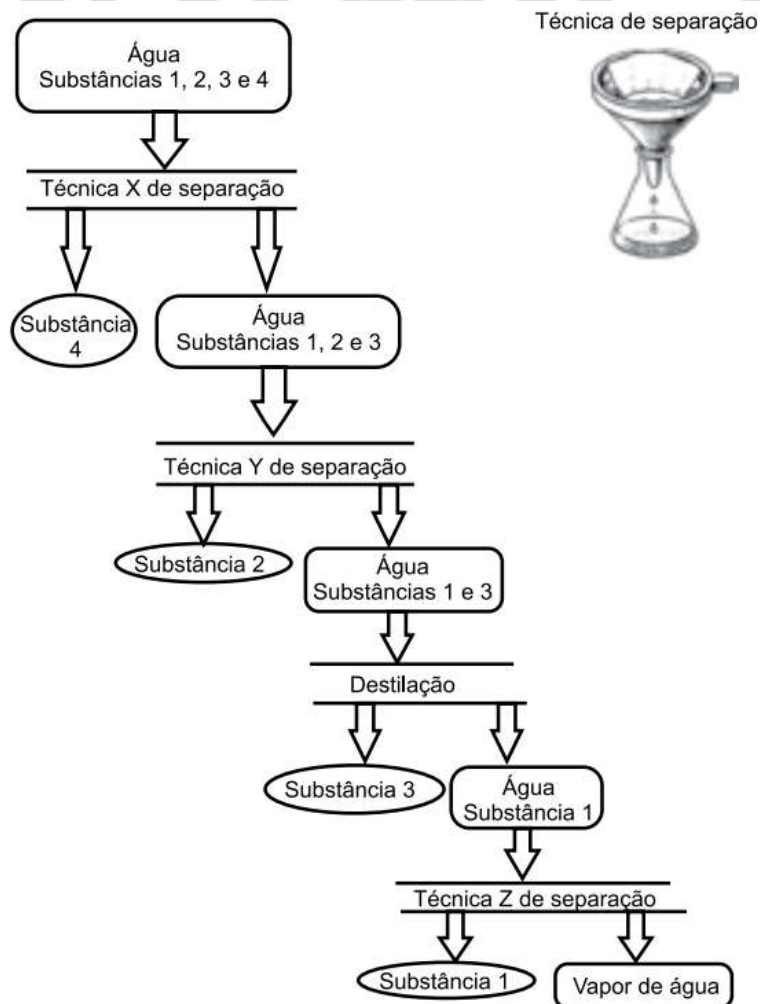 Técnica de separação
Água
Substâncias 1, 2, 3 e 4
Técnica X de separação
Substância
4
Água
Substâncias 1, 2 e 3
Técnica Y de separação
Substância 2
Água
Substâncias 1 e 3
Destilação
Substância 3
Água
Substância 1
Técnica Z de separação
Substância 1
Vapor de água